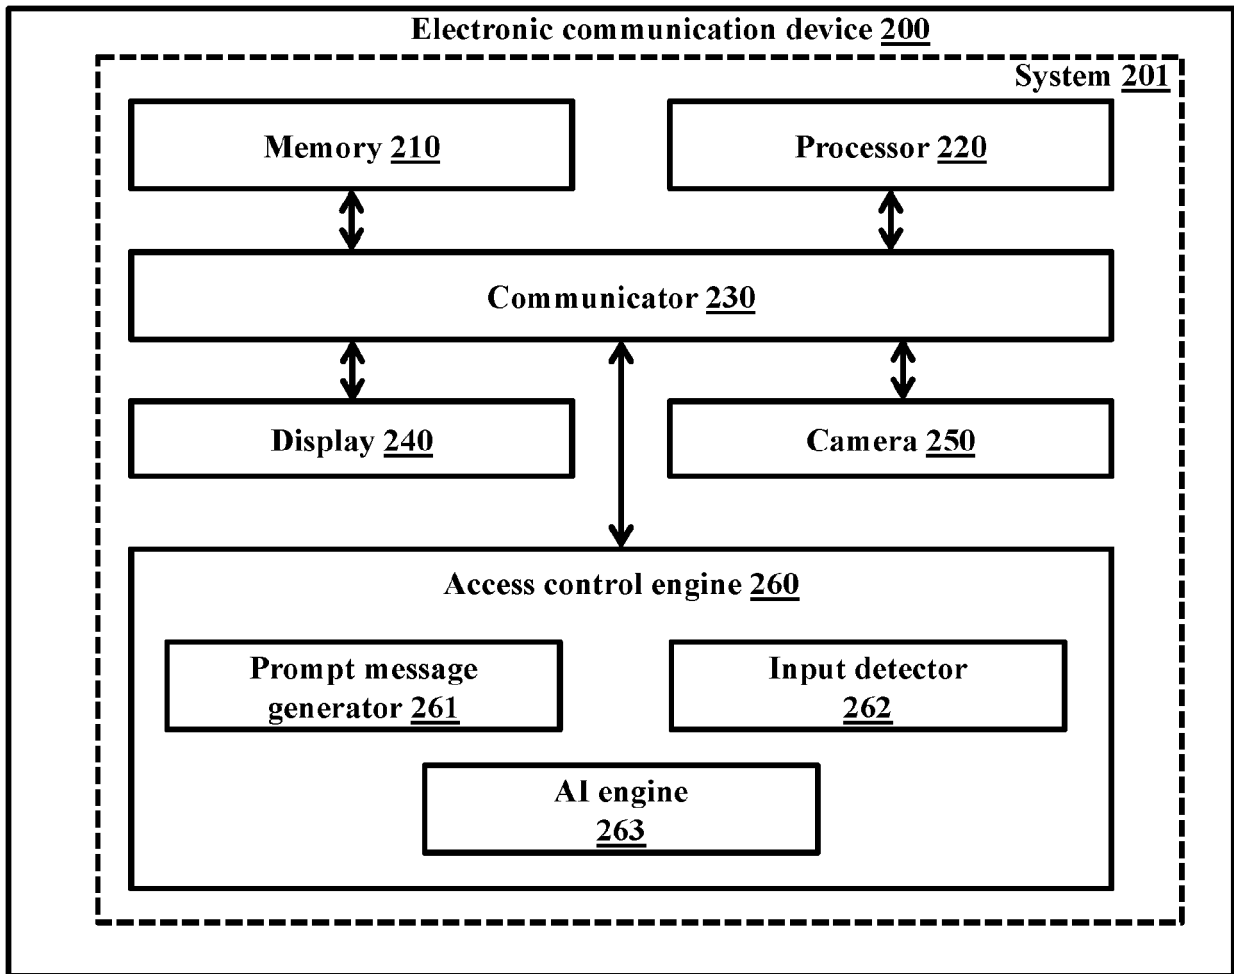 Electronic communication device 200
System 201
Memory 210
Processor 220
Communicator 230
Display 240
Camera 250
Access control engine 260
Prompt message
generator 261
Input detector
262
AI engine
263